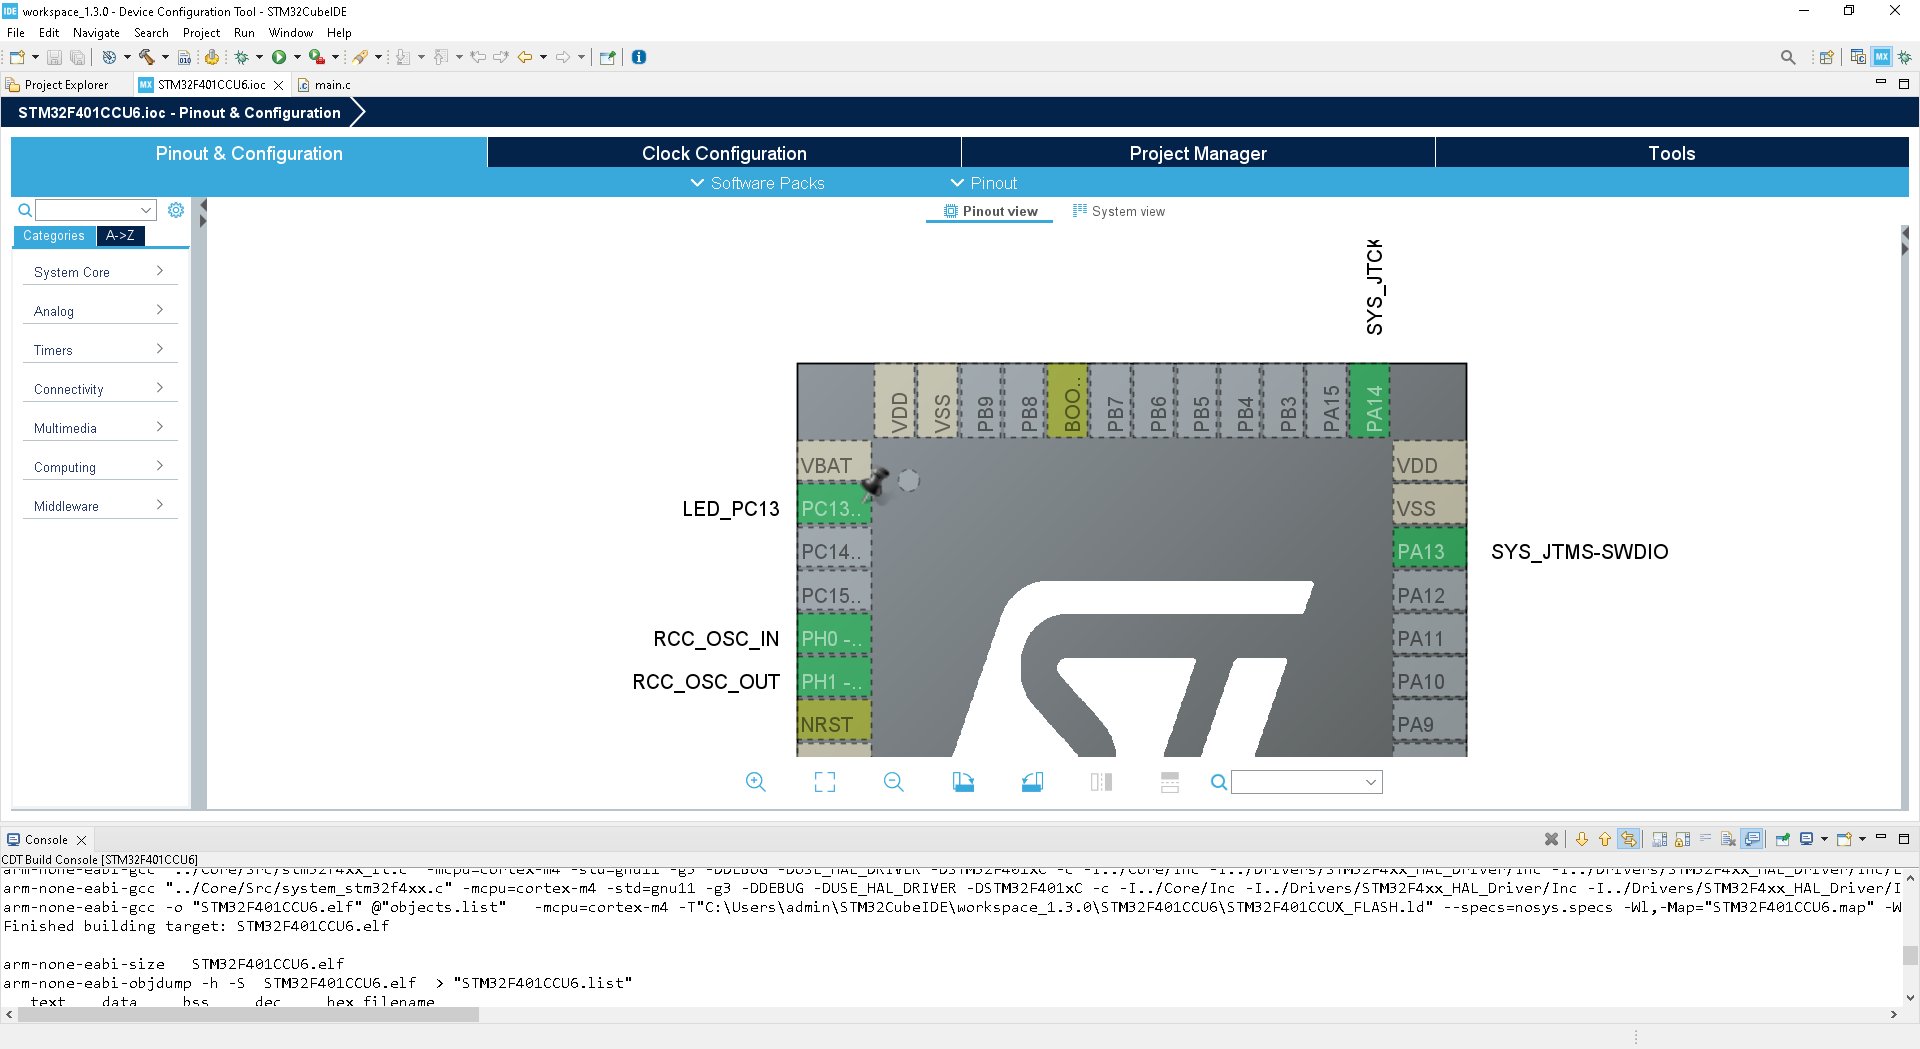 IDE workspace_1.3.0 - Device Configuration Tool - STM32CubeIDE
File Edit Navigate Search Project Run Window Help
Project Explorer MX STM32F401CCU6.ioc main.c
STM32F401CCU6.ioc - Pinout & Configuration
Pinout & Configuration Clock Configuration Project Manager Tools
Software Packs Pinout
Pinout view System view
Categories A->Z
System Core
Analog
Timers
Connectivity
Multimedia
Computing
Middleware
SYS_JTCK
VDD VSS PB9 PB8 BOO.. PB7 PB6 PB5 PB4 PB3 PA15 PA14
VBAT VDD
LED_PC13 PC13.. VSS
PC14.. PA13 SYS_JTMS-SWDIO
PC15.. PA12
RCC_OSC_IN PH0 -.. PA11
RCC_OSC_OUT PH1 -.. PA10
NRST PA9
Console
CDT Build Console [STM32F401CCU6]
arm-none-eabi-gcc "../Core/Src/stm32f4xx_it.c" -mcpu=cortex-m4 -std=gnu11 -g3 -DDEBUG -DUSE_HAL_DRIVER -DSTM32F401xC -c -I../Core/Inc -I../Drivers/STM32F4xx_HAL_Driver/Inc -I../Drivers/STM32F4xx_HAL_Driver/Inc/L
arm-none-eabi-gcc "../Core/Src/system_stm32f4xx.c" -mcpu=cortex-m4 -std=gnu11 -g3 -DDEBUG -DUSE_HAL_DRIVER -DSTM32F401xC -c -I../Core/Inc -I../Drivers/STM32F4xx_HAL_Driver/Inc -I../Drivers/STM32F4xx_HAL_Driver/I
arm-none-eabi-gcc -o "STM32F401CCU6.elf" @"objects.list" -mcpu=cortex-m4 -T"C:\Users\admin\STM32CubeIDE\workspace_1.3.0\STM32F401CCU6\STM32F401CCUX_FLASH.ld" --specs=nosys.specs -Wl,-Map="STM32F401CCU6.map" -W
Finished building target: STM32F401CCU6.elf
arm-none-eabi-size STM32F401CCU6.elf
arm-none-eabi-objdump -h -S STM32F401CCU6.elf > "STM32F401CCU6.list"
text data bss dec hex filename